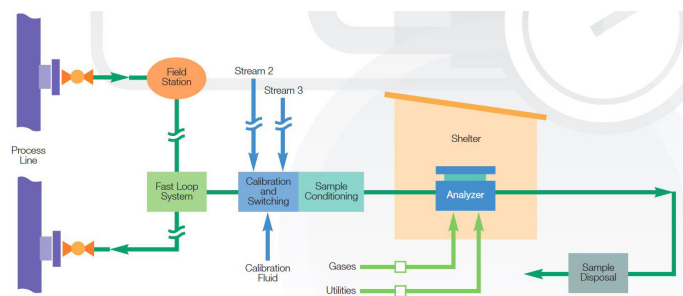 Stream 2
Field
Station
Stream 3
Shelter
Process
Line
Fast Loop
System
Calibration
and
Switching
Sample
Conditioning
Analyzer
Calibration
Fluid
Gases
Utilities
Sample
Disposal